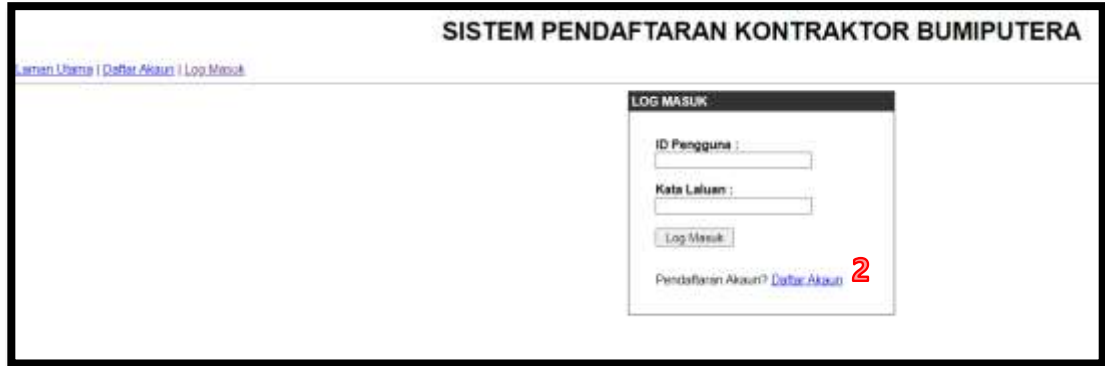 SISTEM PENDAFTARAN KONTRAKTOR BUMIPUTERA
Laman Utama | Daftar Akaun | Log Masuk
LOG MASUK
ID Pengguna :
Kata Laluan :
Log Masuk
Pendaftaran Akaun? Daftar Akaun 2